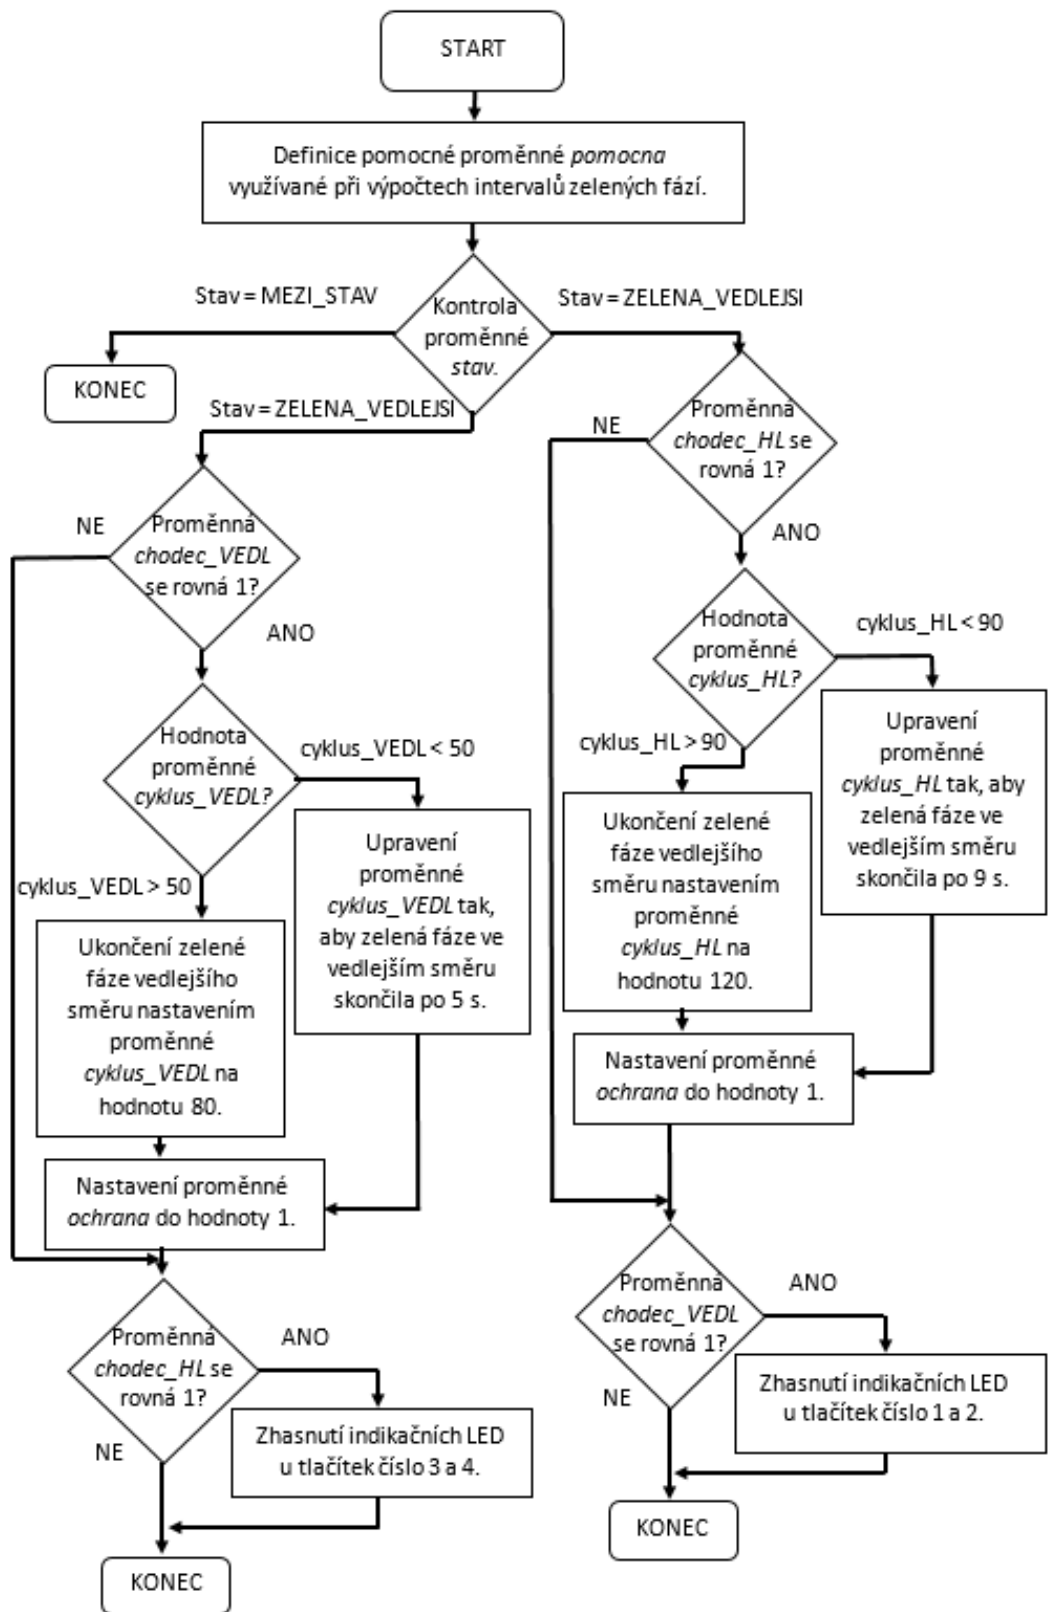 START
Definice pomocné proměnné pomocna
využívané při výpočtech intervalů zelených fází.
Stav = MEZI_STAV
Kontrola
proměnné
stav.
Stav = ZELENA_VEDLEJSI
KONEC
Stav = ZELENA_VEDLEJSI
Proměnná
chodec_HL se
rovná 1?
NE
ANO
Proměnná
chodec_VEDL
se rovná 1?
NE
ANO
Hodnota
proměnné
cyklus_HL?
cyklus_HL < 90
cyklus_HL > 90
Upravení
proměnné
cyklus_HL tak, aby
zelená fáze ve
vedlejším směru
skončila po 9 s.
Hodnota
proměnné
cyklus_VEDL?
cyklus_VEDL < 50
cyklus_VEDL > 50
Upravení
proměnné
cyklus_VEDL tak,
aby zelená fáze ve
vedlejším směru
skončila po 5 s.
Ukončení zelené
fáze vedlejšího
směru nastavením
proměnné
cyklus_HL na
hodnotu 120.
Ukončení zelené
fáze vedlejšího
směru nastavením
proměnné
cyklus_VEDL na
hodnotu 80.
Nastavení proměnné
ochrana do hodnoty 1.
Nastavení proměnné
ochrana do hodnoty 1.
Proměnná
chodec_VEDL
se rovná 1?
ANO
NE
Zhasnutí indikačních LED
u tlačítek číslo 1 a 2.
Proměnná
chodec_HL se
rovná 1?
ANO
NE
Zhasnutí indikačních LED
u tlačítek číslo 3 a 4.
KONEC
KONEC